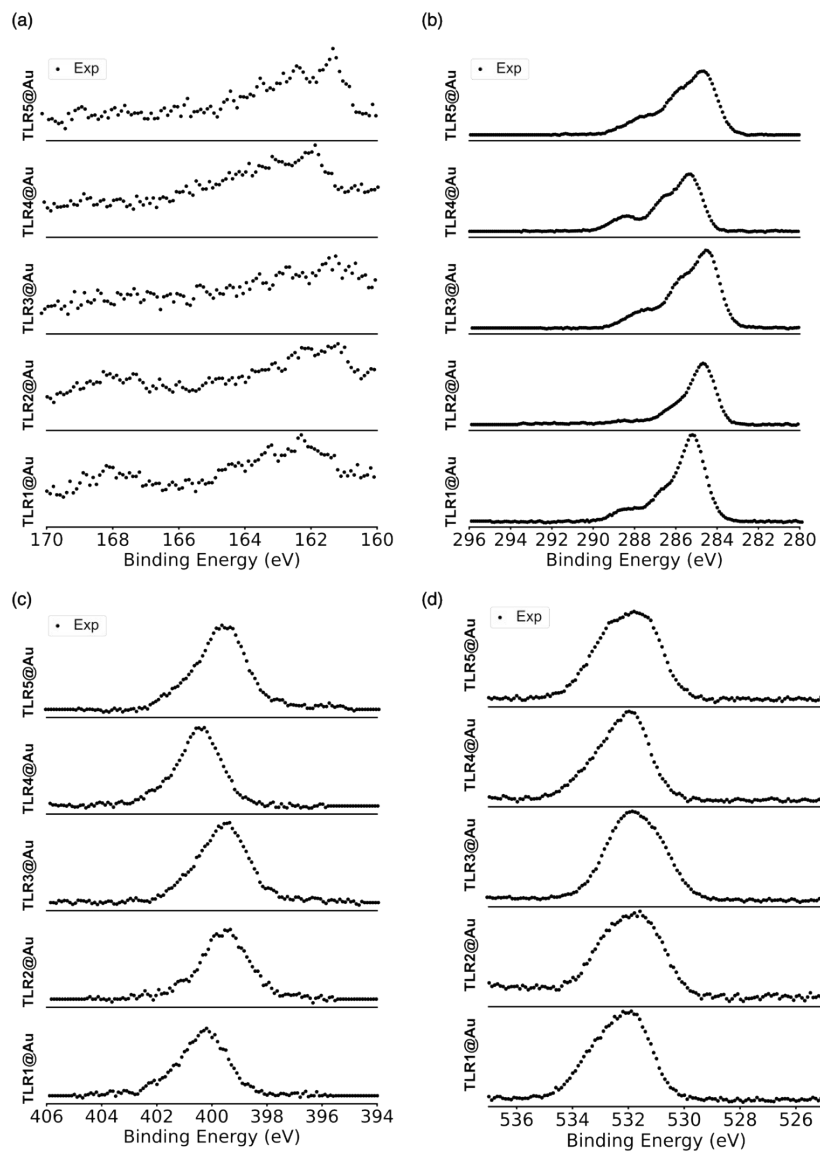 (a)
Exp
TLR5@Au
TLR4@Au
TLR3@Au
TLR2@Au
TLR1@Au
170 168 166 164 162 160
Binding Energy (eV)
(b)
Exp
TLR5@Au
TLR4@Au
TLR3@Au
TLR2@Au
TLR1@Au
296 294 292 290 288 286 284 282 280
Binding Energy (eV)
(c)
Exp
TLR5@Au
TLR4@Au
TLR3@Au
TLR2@Au
TLR1@Au
406 404 402 400 398 396 394
Binding Energy (eV)
(d)
Exp
TLR5@Au
TLR4@Au
TLR3@Au
TLR2@Au
TLR1@Au
536 534 532 530 528 526
Binding Energy (eV)